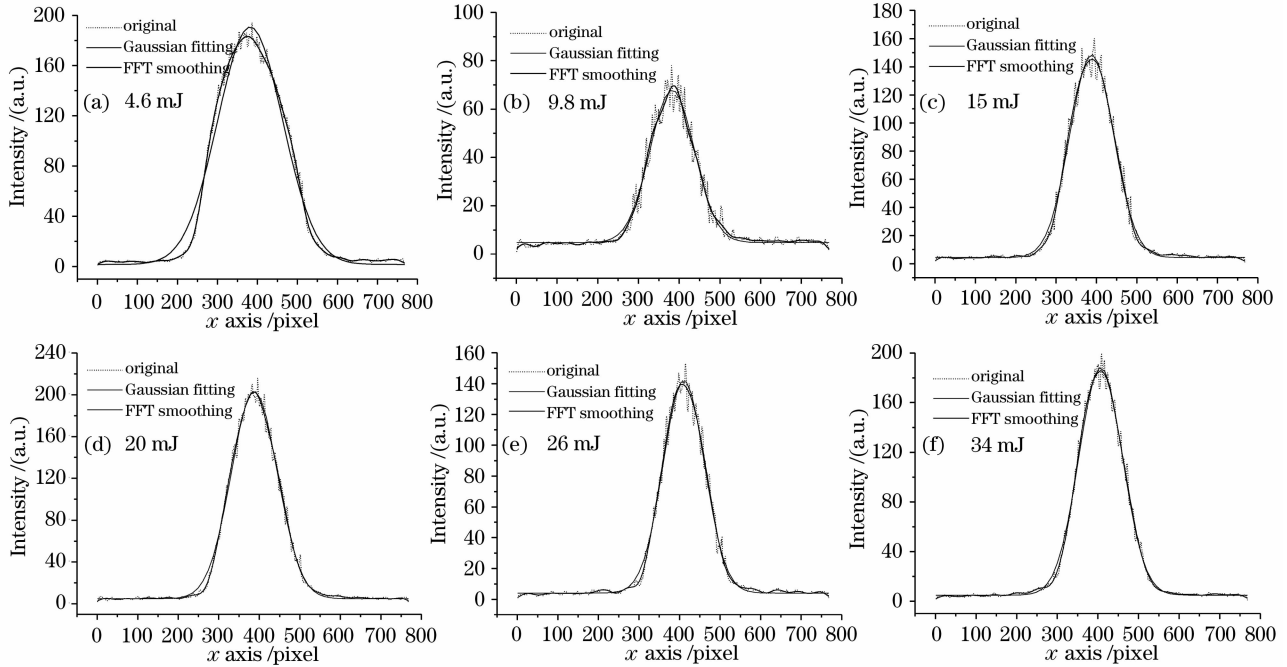 200
160
120
80
40
0
Intensity /(a.u.)
original
Gaussian fitting
FFT smoothing
(a) 4.6 mJ
0 100 200 300 400 500 600 700 800
x axis /pixel
100
80
60
40
20
0
Intensity /(a.u.)
original
Gaussian fitting
FFT smoothing
(b) 9.8 mJ
0 100 200 300 400 500 600 700 800
x axis /pixel
180
160
140
120
100
80
60
40
20
0
Intensity /(a.u.)
original
Gaussian fitting
FFT smoothing
(c) 15 mJ
0 100 200 300 400 500 600 700 800
x axis /pixel
240
200
160
120
80
40
0
Intensity /(a.u.)
original
Gaussian fitting
FFT smoothing
(d) 20 mJ
0 100 200 300 400 500 600 700 800
x axis /pixel
160
140
120
100
80
60
40
20
0
Intensity /(a.u.)
original
Gaussian fitting
FFT smoothing
(e) 26 mJ
0 100 200 300 400 500 600 700 800
x axis /pixel
200
160
120
80
40
0
Intensity /(a.u.)
original
Gaussian fitting
FFT smoothing
(f) 34 mJ
0 100 200 300 400 500 600 700 800
x axis /pixel